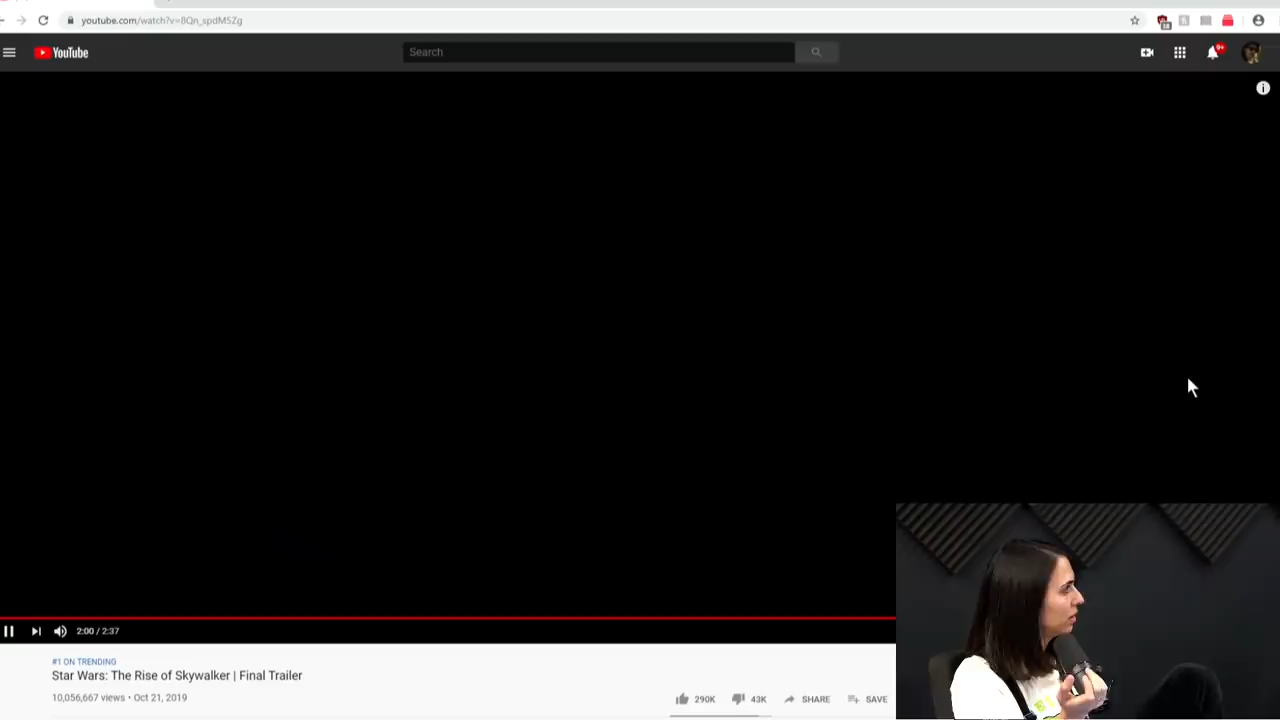 youtube.com/watch?v=8Qn_spdM5Zg
YouTube
Search
9+
2:00 / 2:37
#1 ON TRENDING
Star Wars: The Rise of Skywalker | Final Trailer
10,056,667 views • Oct 21, 2019
290K
43K
SHARE
SAVE